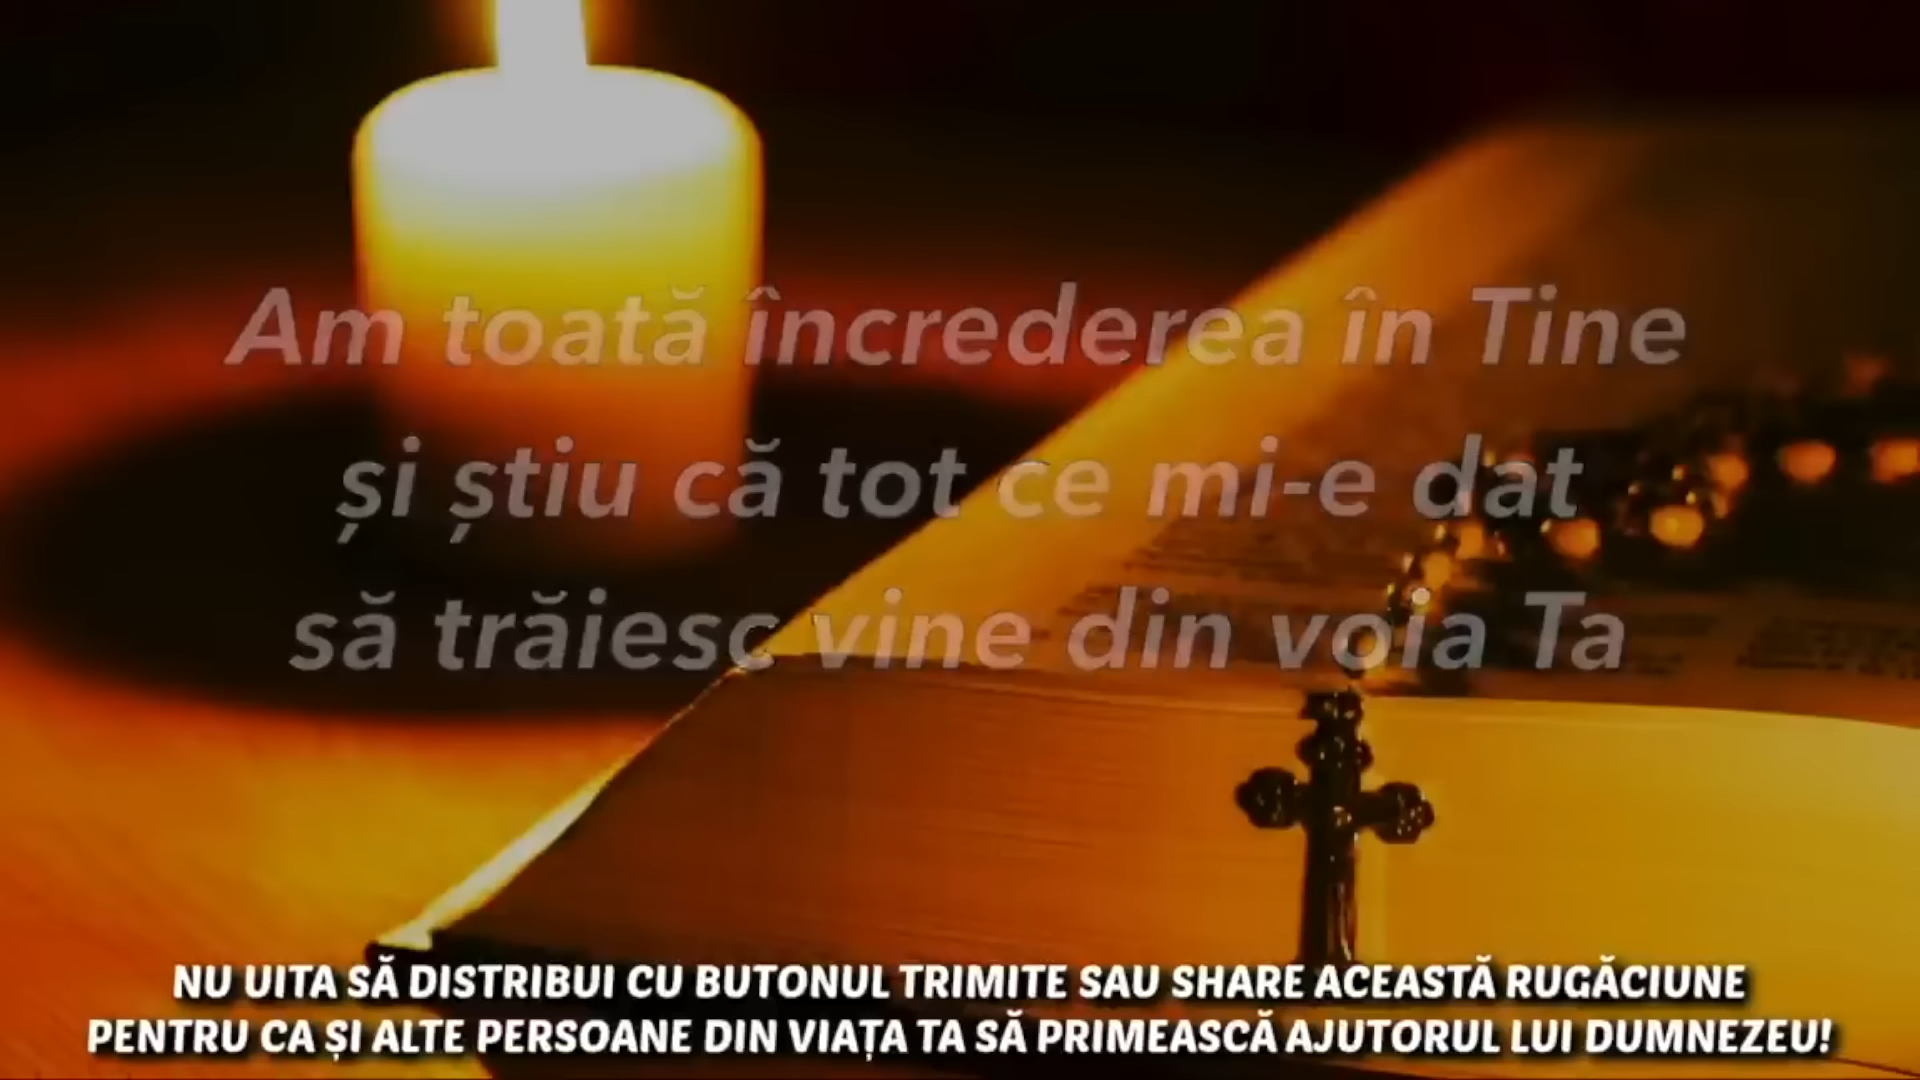 Am toată încrederea în Tine
și știu că tot ce mi-e dat
să trăiesc vine din voia Ta
NU UITA SĂ DISTRIBUI CU BUTONUL TRIMITE SAU SHARE ACEASTĂ RUGĂCIUNE
PENTRU CA ȘI ALTE PERSOANE DIN VIAȚA TA SĂ PRIMEASCĂ AJUTORUL LUI DUMNEZEU!